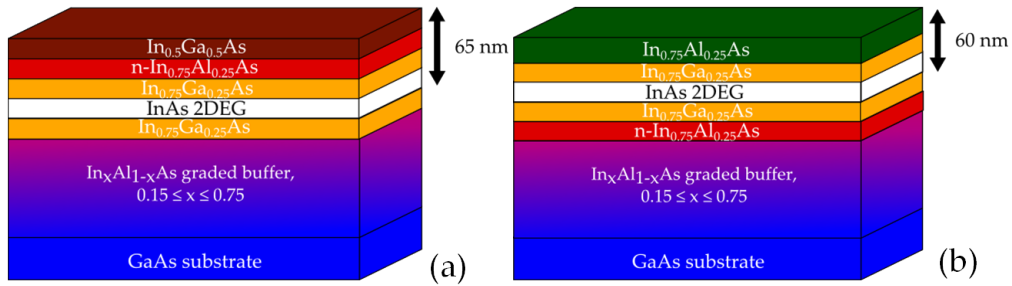 In₀.₅Ga₀.₅As
n-In₀.₇₅Al₀.₂₅As
In₀.₇₅Ga₀.₂₅As
InAs 2DEG
In₀.₇₅Ga₀.₂₅As
InₓAl₁₋ₓAs graded buffer,
0.15 ≤ x ≤ 0.75
GaAs substrate
65 nm
(a)
In₀.₇₅Al₀.₂₅As
In₀.₇₅Ga₀.₂₅As
InAs 2DEG
In₀.₇₅Ga₀.₂₅As
n-In₀.₇₅Al₀.₂₅As
InₓAl₁₋ₓAs graded buffer,
0.15 ≤ x ≤ 0.75
GaAs substrate
60 nm
(b)